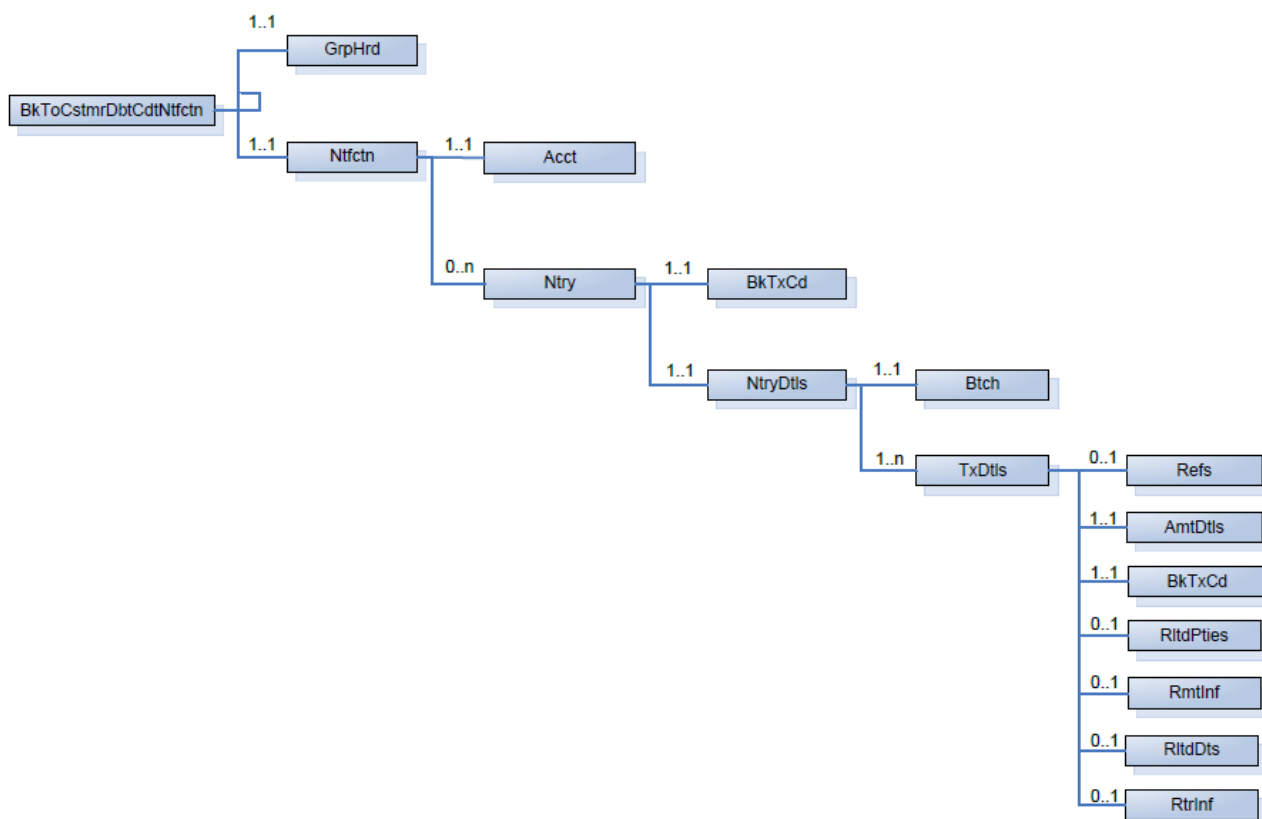 1..1
GrpHrd
BkToCstmrDbtCdtNtfctn
1..1
Ntfctn
1..1
Acct
0..n
Ntry
1..1
BkTxCd
1..1
NtryDtls
1..1
Btch
1..n
TxDtls
0..1
Refs
1..1
AmtDtls
1..1
BkTxCd
0..1
RltdPties
0..1
RmtInf
0..1
RltdDts
0..1
RtrInf